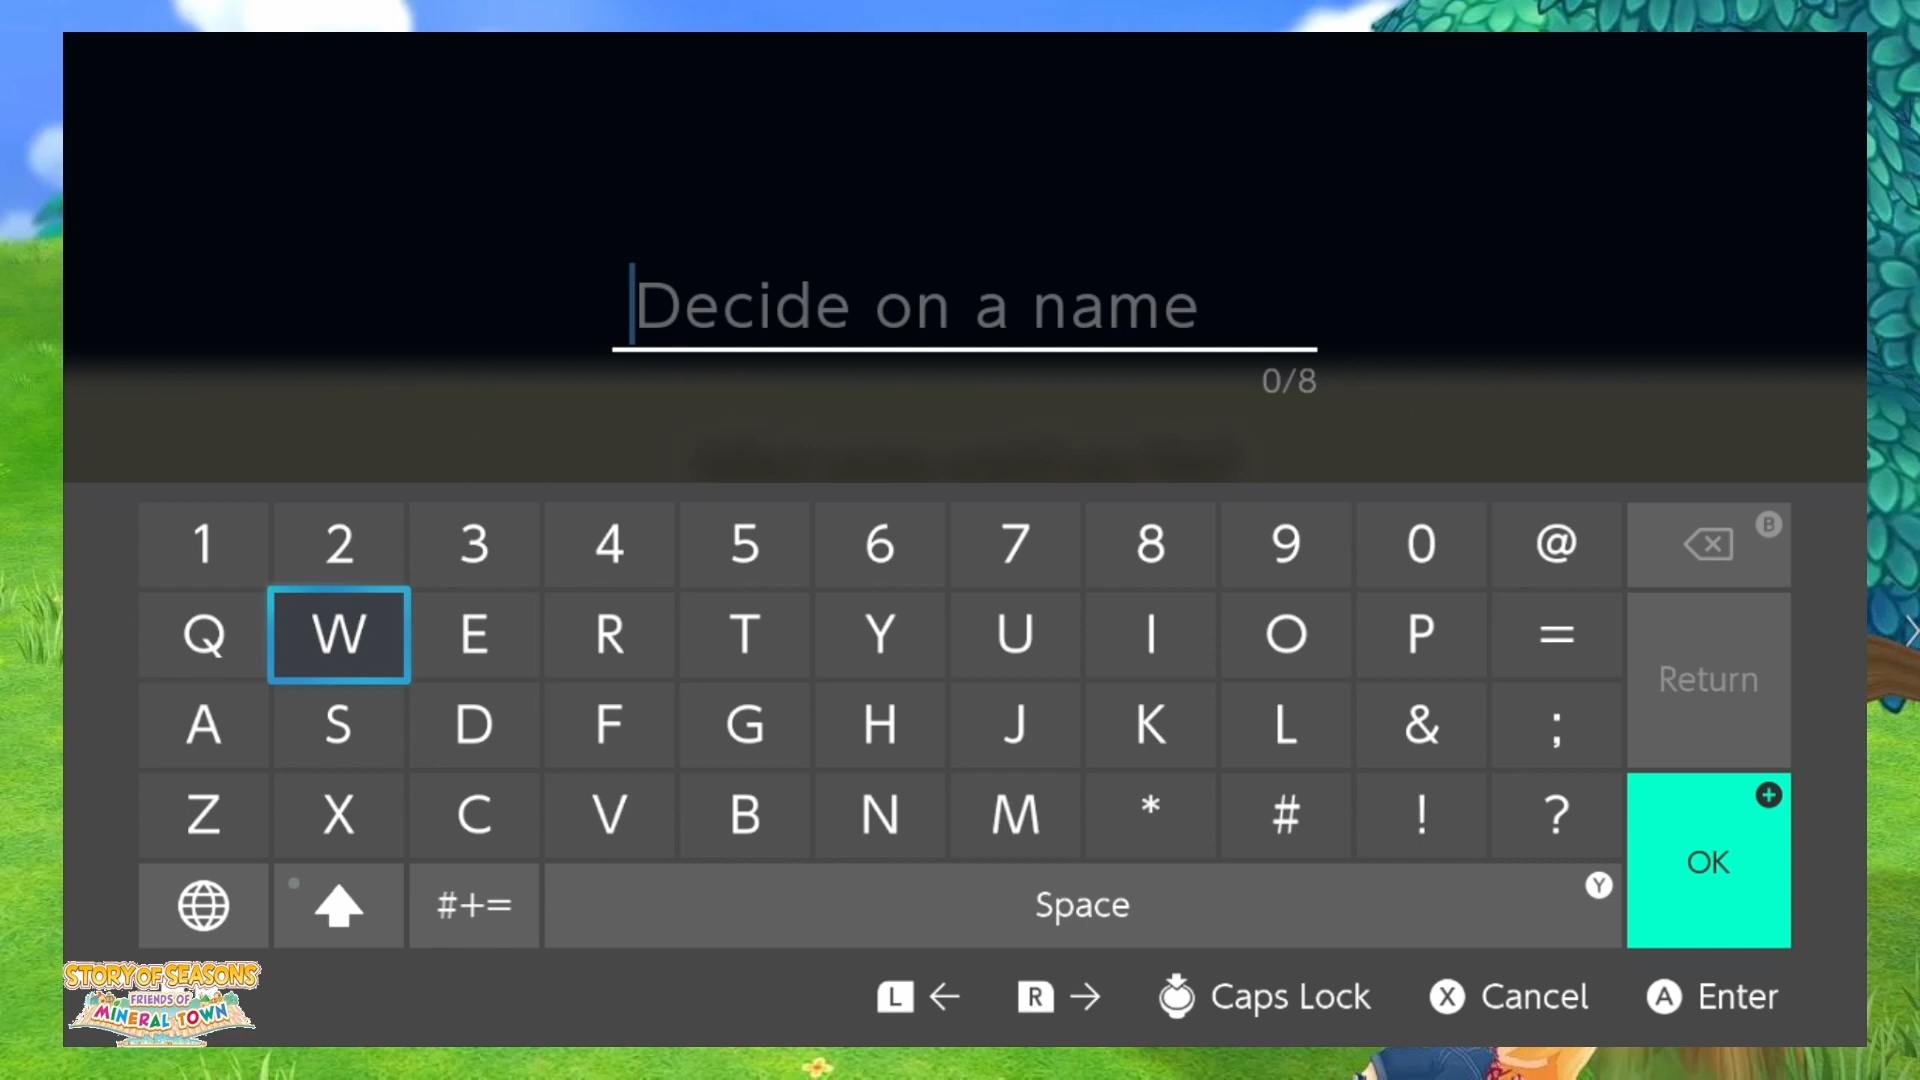 Decide on a name
0/8
1 2 3 4 5 6 7 8 9 0 @ B
Q W E R T Y U I O P = Return
A S D F G H J K L & ;
Z X C V B N M * # ! ? +
#+= Space Y OK
L ← R → Caps Lock X Cancel A Enter
STORY OF SEASONS
FRIENDS OF
MINERAL TOWN